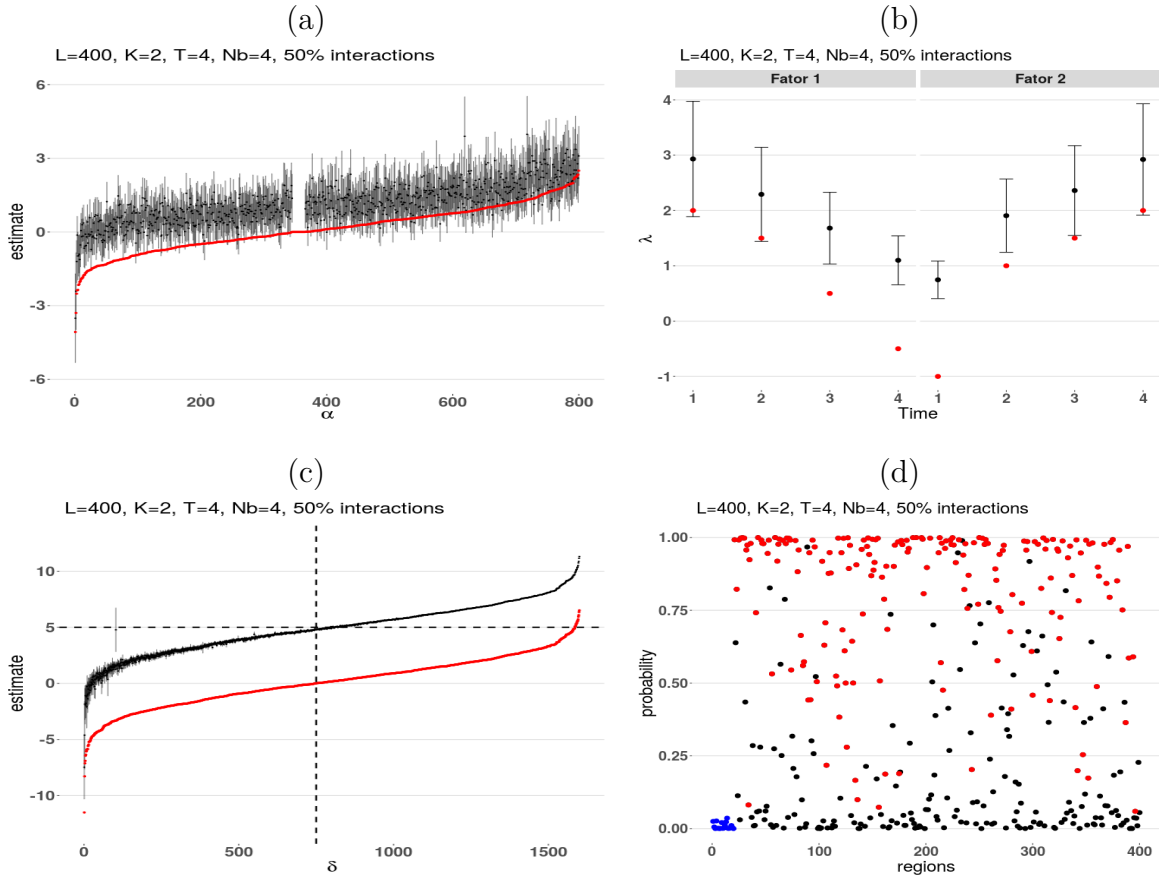 (a)
L=400, K=2, T=4, Nb=4, 50% interactions
6
3
0
-3
-6
estimate
0
200
400
600
800
α
(b)
L=400, K=2, T=4, Nb=4, 50% interactions
Fator 1
Fator 2
4
3
2
1
0
-1
λ
1
2
3
4
1
2
3
4
Time
(c)
L=400, K=2, T=4, Nb=4, 50% interactions
10
5
0
-5
-10
estimate
0
500
1000
1500
δ
(d)
L=400, K=2, T=4, Nb=4, 50% interactions
1.00
0.75
0.50
0.25
0.00
probability
0
100
200
300
400
regions